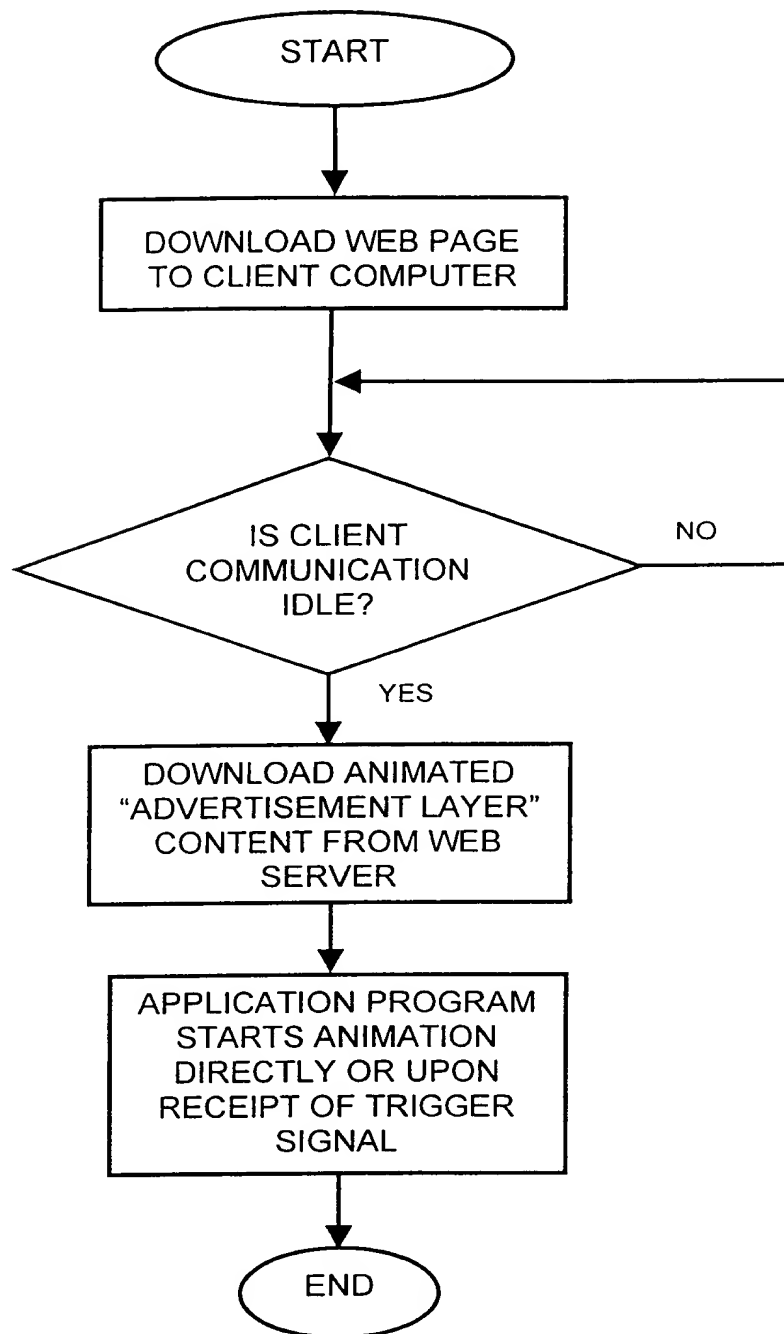 START
DOWNLOAD WEB PAGE
TO CLIENT COMPUTER
IS CLIENT
COMMUNICATION
IDLE?
NO
YES
DOWNLOAD ANIMATED
“ADVERTISEMENT LAYER”
CONTENT FROM WEB
SERVER
APPLICATION PROGRAM
STARTS ANIMATION
DIRECTLY OR UPON
RECEIPT OF TRIGGER
SIGNAL
END